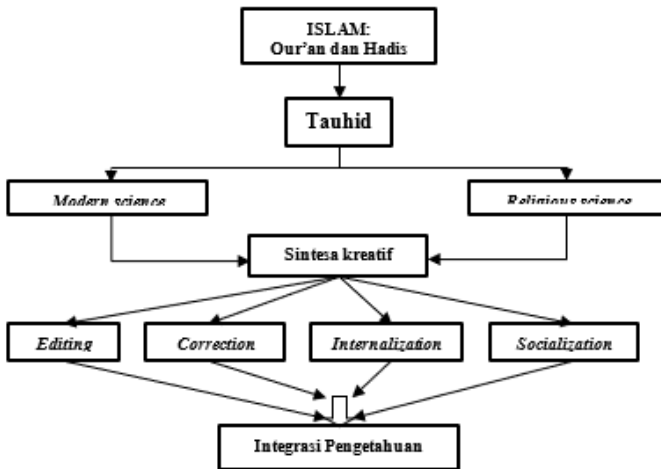 ISLAM:
Qur'an dan Hadis
Tauhid
Modern science
Religious science
Sintesa kreatif
Editing
Correction
Internalization
Socialization
Integrasi Pengetahuan